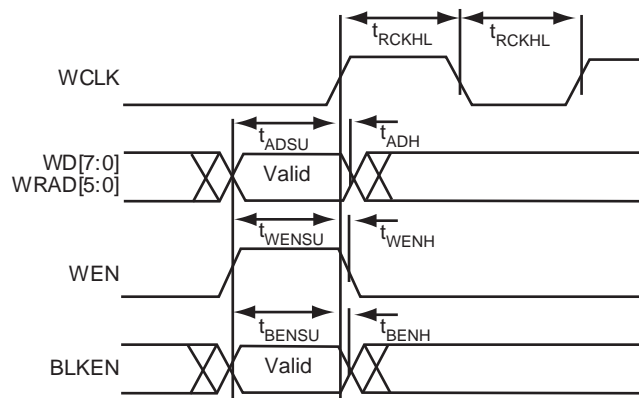 tRCKHL tRCKHL
WCLK
tADSU tADH
WD[7:0]
WRAD[5:0]
Valid
tWENSU tWENH
WEN
tBENSU tBENH
BLKEN
Valid